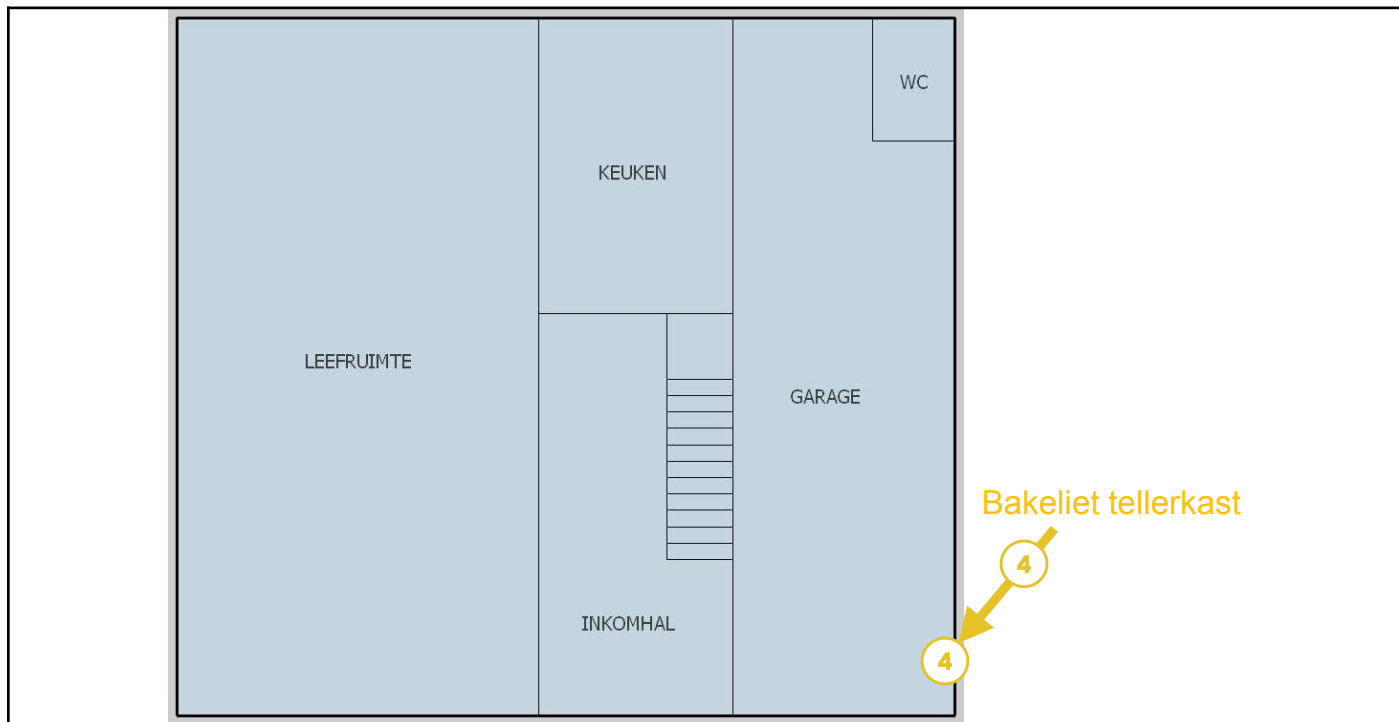 WC
KEUKEN
LEEFRUIMTE
GARAGE
Bakeliet tellerkast
4
INKOMHAL
4